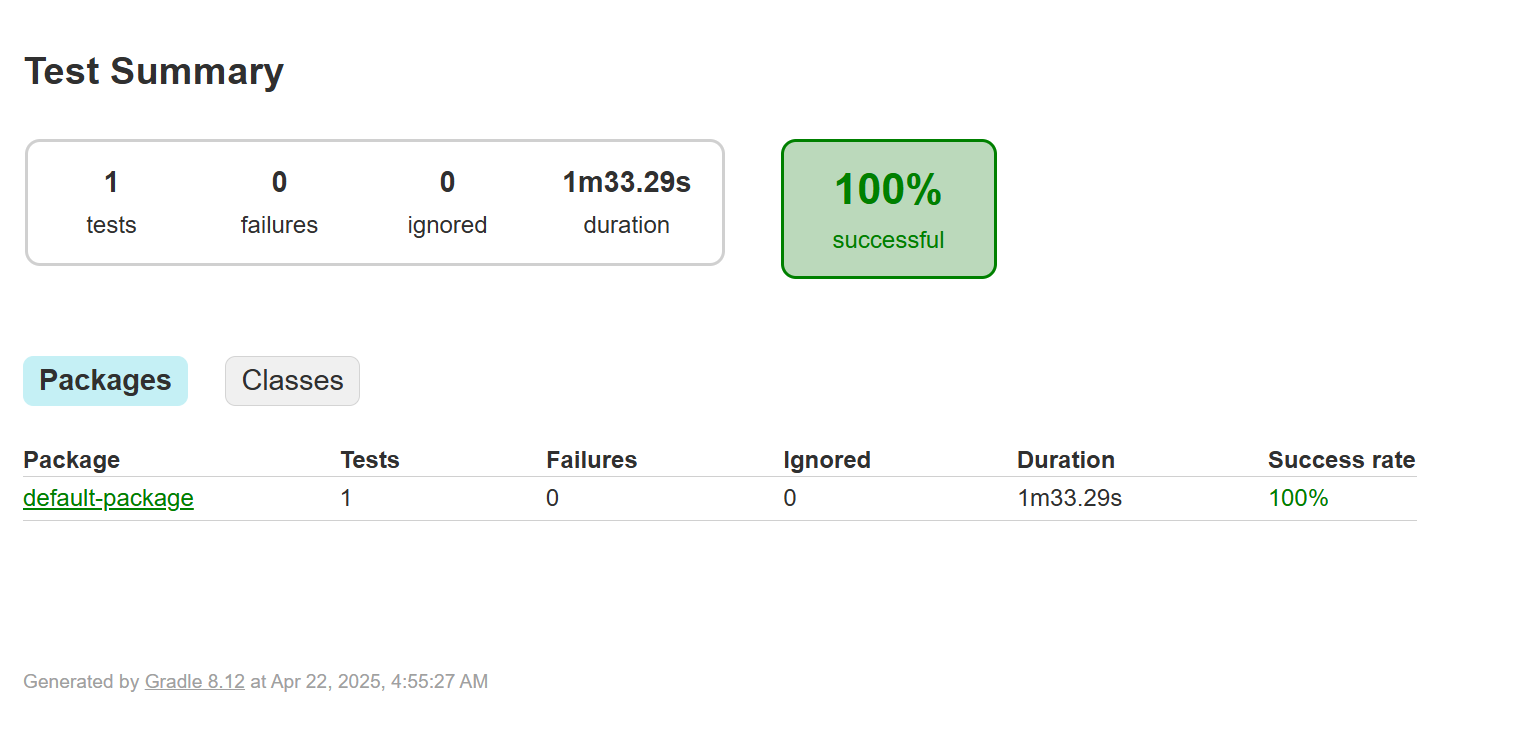 Test Summary
1 0 0 1m33.29s
tests failures ignored duration
100%
successful
Packages Classes
Package Tests Failures Ignored Duration Success rate
default-package 1 0 0 1m33.29s 100%
Generated by Gradle 8.12 at Apr 22, 2025, 4:55:27 AM